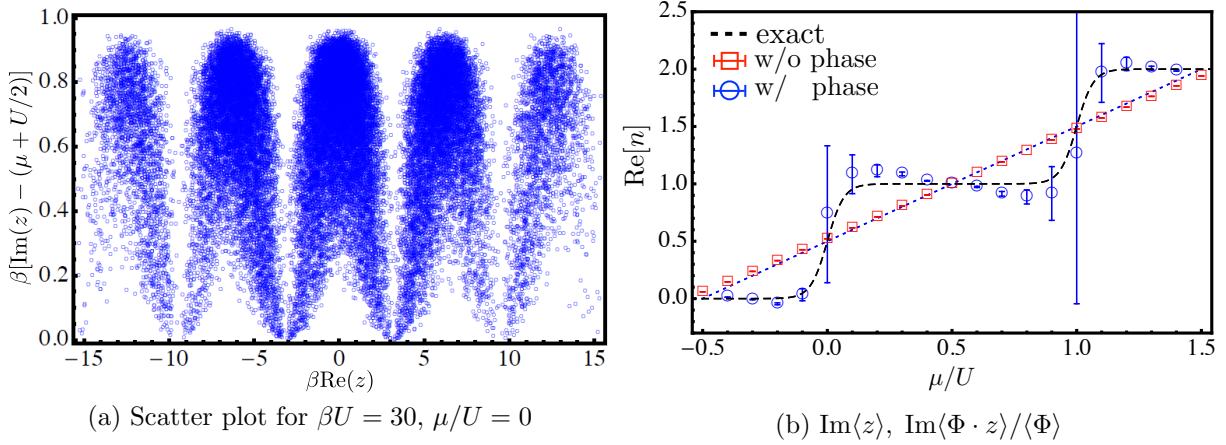 1.0
0.8
0.6
0.4
0.2
0.0
β[Im(z) − (μ + U/2)]
−15 −10 −5 0 5 10 15
βRe(z)
(a) Scatter plot for βU = 30, μ/U = 0
exact
w/o phase
w/ phase
2.5
2.0
1.5
1.0
0.5
0.0
Re[n]
−0.5 0.0 0.5 1.0 1.5
μ/U
(b) Im⟨z⟩, Im⟨Φ · z⟩/⟨Φ⟩